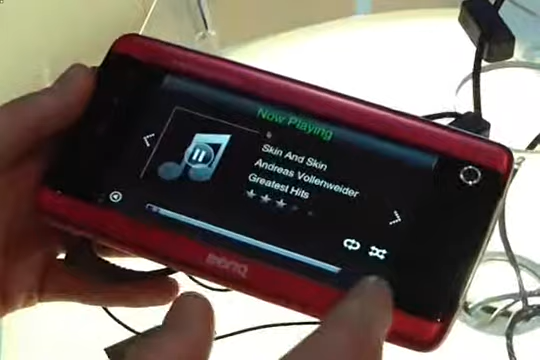 Now Playing
Skin And Skin
Andreas Vollenweider
Greatest Hits
BenQ